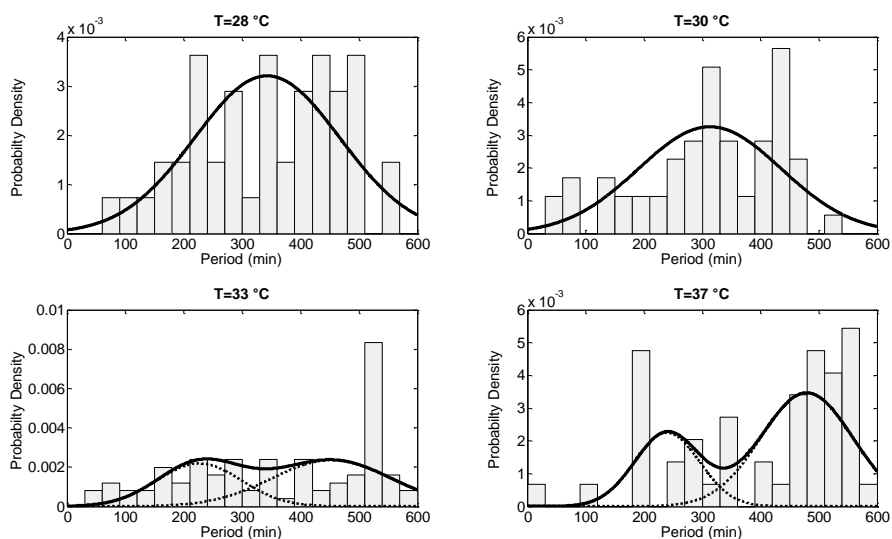 T=28 °C
4 x 10⁻³
3
2
1
0
0 100 200 300 400 500 600
Probabilty Density
Period (min)
T=30 °C
6 x 10⁻³
5
4
3
2
1
0
0 100 200 300 400 500 600
Probabilty Density
Period (min)
T=33 °C
0.01
0.008
0.006
0.004
0.002
0
0 100 200 300 400 500 600
Probabilty Density
Period (min)
T=37 °C
6 x 10⁻³
5
4
3
2
1
0
0 100 200 300 400 500 600
Probabilty Density
Period (min)